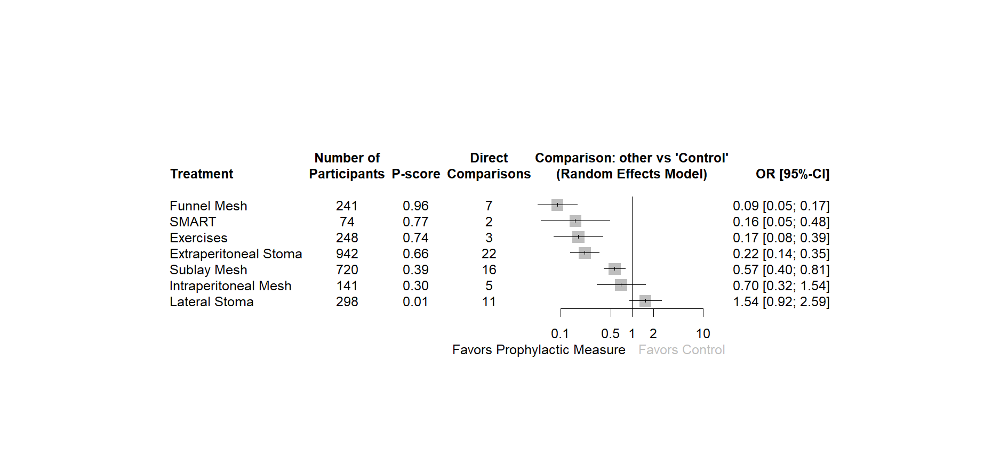 Number of Direct Comparison: other vs 'Control'
Treatment Participants P-score Comparisons (Random Effects Model) OR [95%-CI]
Funnel Mesh 241 0.96 7 0.09 [0.05; 0.17]
SMART 74 0.77 2 0.16 [0.05; 0.48]
Exercises 248 0.74 3 0.17 [0.08; 0.39]
Extraperitoneal Stoma 942 0.66 22 0.22 [0.14; 0.35]
Sublay Mesh 720 0.39 16 0.57 [0.40; 0.81]
Intraperitoneal Mesh 141 0.30 5 0.70 [0.32; 1.54]
Lateral Stoma 298 0.01 11 1.54 [0.92; 2.59]
0.1 0.5 1 2 10
Favors Prophylactic Measure Favors Control